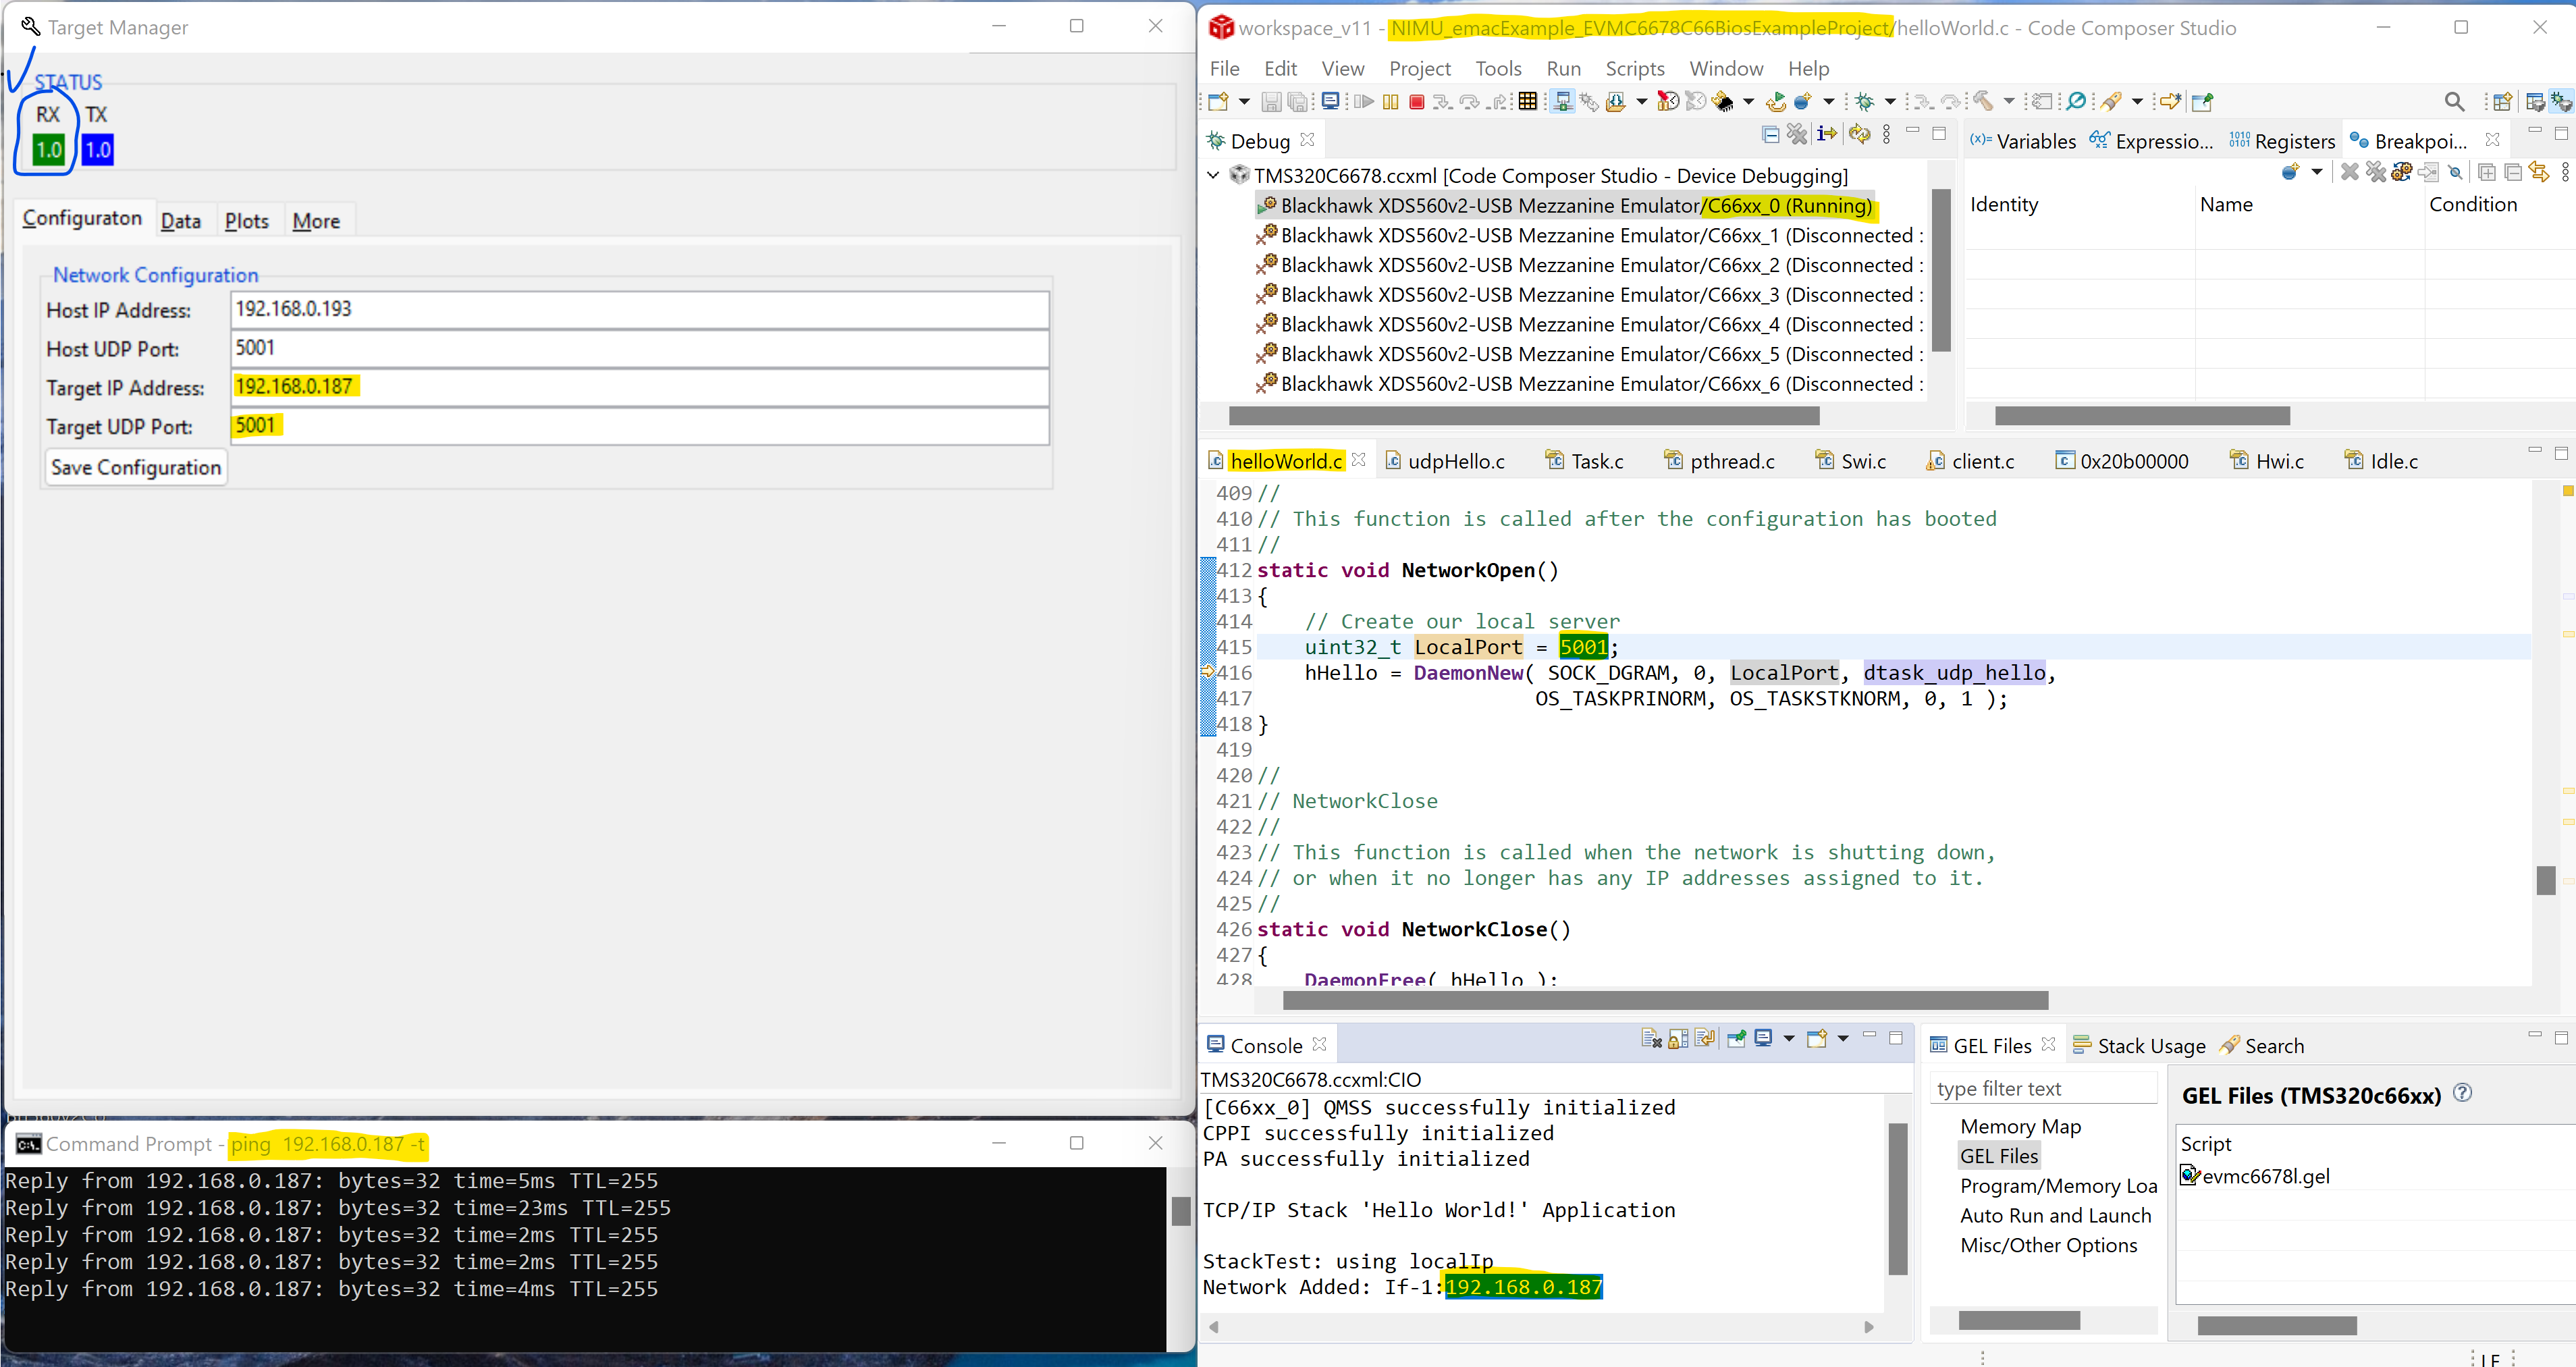 Target Manager
STATUS
RX TX
1.0 1.0
Configuraton Data Plots More
Network Configuration
Host IP Address: 192.168.0.193
Host UDP Port: 5001
Target IP Address: 192.168.0.187
Target UDP Port: 5001
Save Configuration
Command Prompt - ping 192.168.0.187 -t
Reply from 192.168.0.187: bytes=32 time=5ms TTL=255
Reply from 192.168.0.187: bytes=32 time=23ms TTL=255
Reply from 192.168.0.187: bytes=32 time=2ms TTL=255
Reply from 192.168.0.187: bytes=32 time=2ms TTL=255
Reply from 192.168.0.187: bytes=32 time=4ms TTL=255
workspace_v11 - NIMU_emacExample_EVMC6678C66BiosExampleProject/helloWorld.c - Code Composer Studio
File Edit View Project Tools Run Scripts Window Help
Debug
TMS320C6678.ccxml [Code Composer Studio - Device Debugging]
Blackhawk XDS560v2-USB Mezzanine Emulator/C66xx_0 (Running)
Blackhawk XDS560v2-USB Mezzanine Emulator/C66xx_1 (Disconnected :
Blackhawk XDS560v2-USB Mezzanine Emulator/C66xx_2 (Disconnected :
Blackhawk XDS560v2-USB Mezzanine Emulator/C66xx_3 (Disconnected :
Blackhawk XDS560v2-USB Mezzanine Emulator/C66xx_4 (Disconnected :
Blackhawk XDS560v2-USB Mezzanine Emulator/C66xx_5 (Disconnected :
Blackhawk XDS560v2-USB Mezzanine Emulator/C66xx_6 (Disconnected :
(x)= Variables Expressio... Registers Breakpoi...
Identity Name Condition
helloWorld.c udpHello.c Task.c pthread.c Swi.c client.c 0x20b00000 Hwi.c Idle.c
409 //
410 // This function is called after the configuration has booted
411 //
412 static void NetworkOpen()
413 {
414 // Create our local server
415 uint32_t LocalPort = 5001;
416 hHello = DaemonNew( SOCK_DGRAM, 0, LocalPort, dtask_udp_hello,
417 OS_TASKPRINORM, OS_TASKSTKNORM, 0, 1 );
418 }
419
420 //
421 // NetworkClose
422 //
423 // This function is called when the network is shutting down,
424 // or when it no longer has any IP addresses assigned to it.
425 //
426 static void NetworkClose()
427 {
428 DaemonFree( hHello );
Console
TMS320C6678.ccxml:CIO
[C66xx_0] QMSS successfully initialized
CPPI successfully initialized
PA successfully initialized
TCP/IP Stack 'Hello World!' Application
StackTest: using localIp
Network Added: If-1:192.168.0.187
GEL Files Stack Usage Search
type filter text
Memory Map
GEL Files
Program/Memory Loa
Auto Run and Launch
Misc/Other Options
GEL Files (TMS320c66xx)
Script
evmc6678l.gel
LF